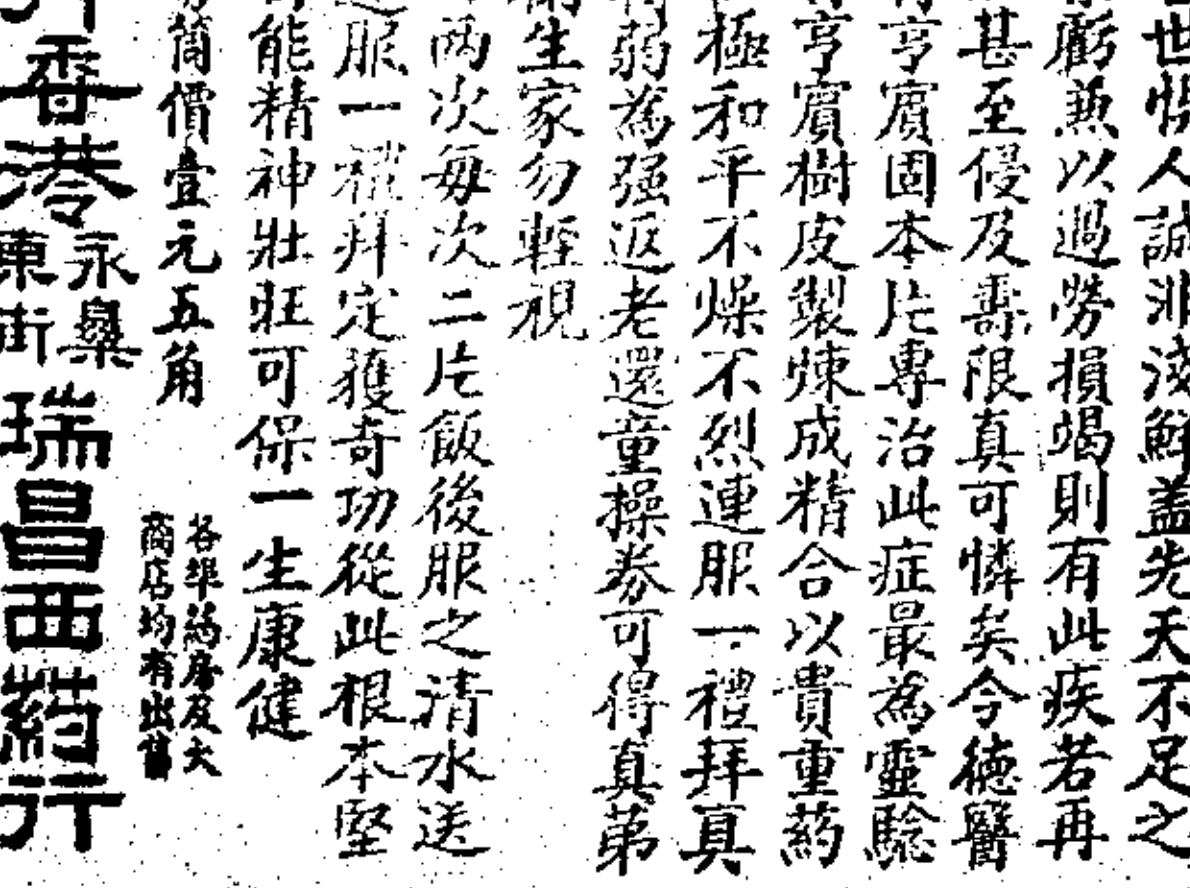 世悞人誠非淺鮮盖先天不足之
虧兼以過勞損竭則有此疾若再
甚至侵及壽限真可憐矣今德醫
亨賔固本片專治此症最為靈騐
亨賔樹皮製煉成精合以貴重葯
極和平不燥不烈連服一禮拜真
弱為强返老還童操券可得真第
生家勿輕視
两次每次二片飯後服之清水送
服一禮拜定獲奇功從此根本堅
能精神壯旺可保一生康健
筒價壹元五角
各埠葯房及大
商店均有出售
香港
永樂
東街
瑞昌西葯行